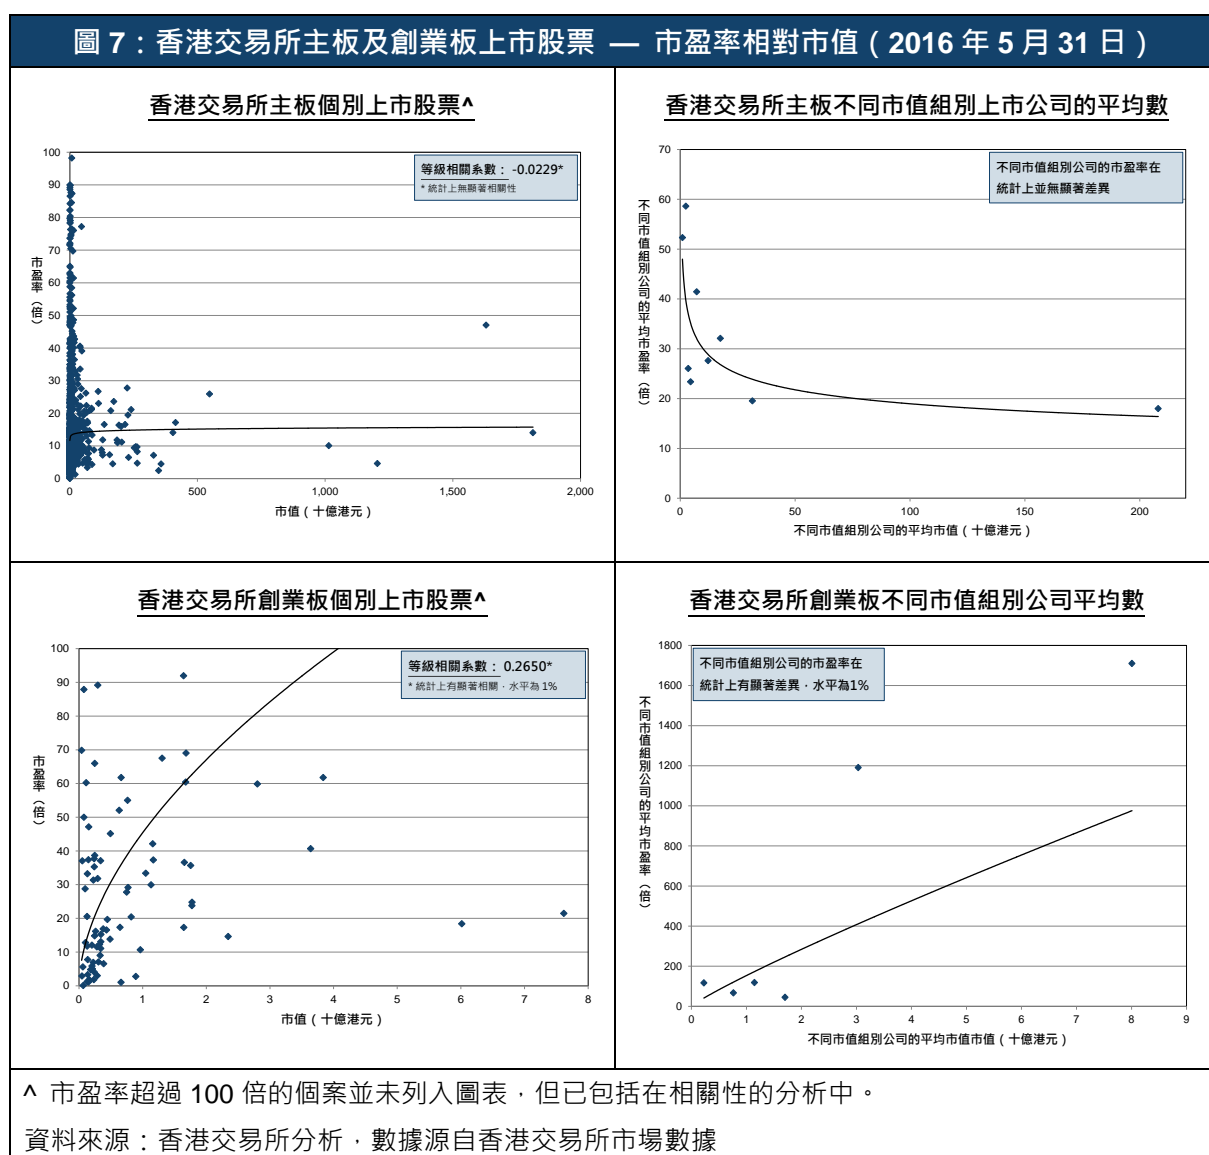 圖 7：香港交易所主板及創業板上市股票 — 市盈率相對市值（2016 年 5 月 31 日）
香港交易所主板個別上市股票^
等級相關系數： -0.0229*
* 統計上無顯著相關性
市盈率（倍）
100
90
80
70
60
50
40
30
20
10
0
0 500 1,000 1,500 2,000
市值（十億港元）
香港交易所主板不同市值組別上市公司的平均數
不同市值組別公司的市盈率在
統計上並無顯著差異
不同市值組別公司的平均市盈率（倍）
70
60
50
40
30
20
10
0
0 50 100 150 200
不同市值組別公司的平均市值（十億港元）
香港交易所創業板個別上市股票^
等級相關系數： 0.2650*
* 統計上有顯著相關，水平為 1%
市盈率（倍）
100
90
80
70
60
50
40
30
20
10
0
0 1 2 3 4 5 6 7 8
市值（十億港元）
香港交易所創業板不同市值組別公司平均數
不同市值組別公司的市盈率在
統計上有顯著差異，水平為1%
不同市值組別公司的平均市盈率（倍）
1800
1600
1400
1200
1000
800
600
400
200
0
0 1 2 3 4 5 6 7 8 9
不同市值組別公司的平均市值市值（十億港元）
^ 市盈率超過 100 倍的個案並未列入圖表，但已包括在相關性的分析中。
資料來源：香港交易所分析，數據源自香港交易所市場數據